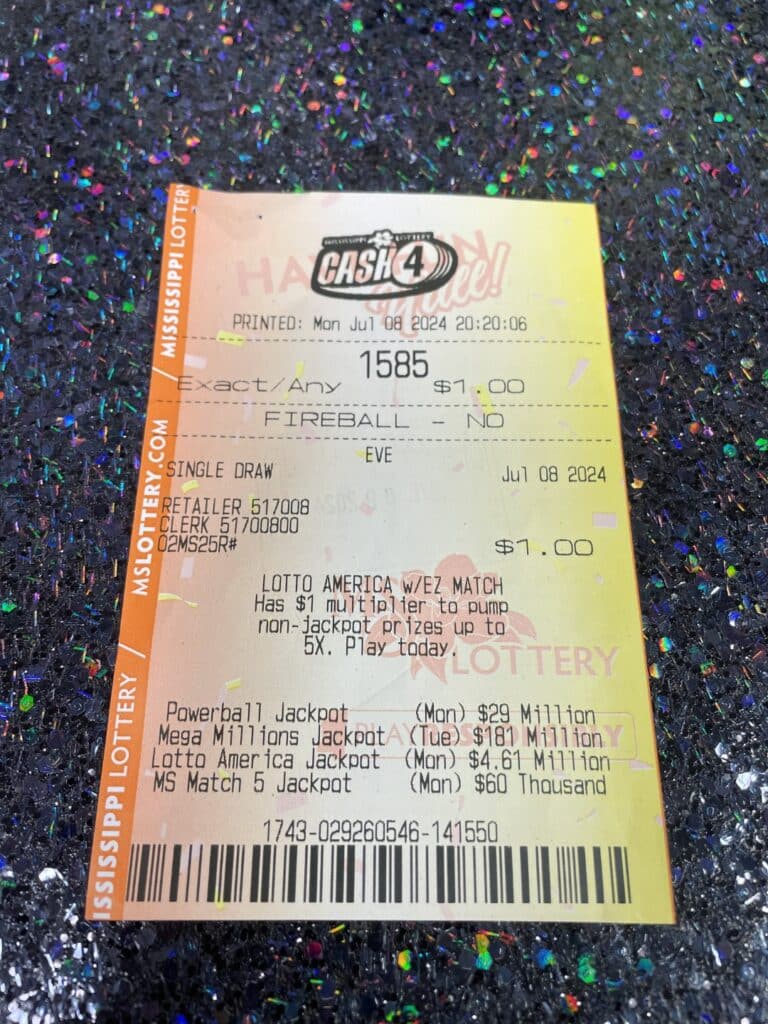 MISSISSIPPI LOTTERY
CASH 4
PRINTED: Mon Jul 08 2024 20:20:06
1585
Exact/Any $1.00
FIREBALL - NO
EVE
SINGLE DRAW Jul 08 2024
RETAILER 517008
CLERK 51700800
02MS25R# $1.00
LOTTO AMERICA w/EZ MATCH
Has $1 multiplier to pump
non-jackpot prizes up to
5X. Play today.
LOTTERY
Powerball Jackpot (Mon) $29 Million
PLAY RESPONSIBLY
Mega Millions Jackpot (Tue) $181 Million
Lotto America Jackpot (Mon) $4.61 Million
MS Match 5 Jackpot (Mon) $60 Thousand
1743-029260546-141550
ISSISSIPPI LOTTERY / MSLOTTERY.COM / MISSISSIPPI LOTTERY